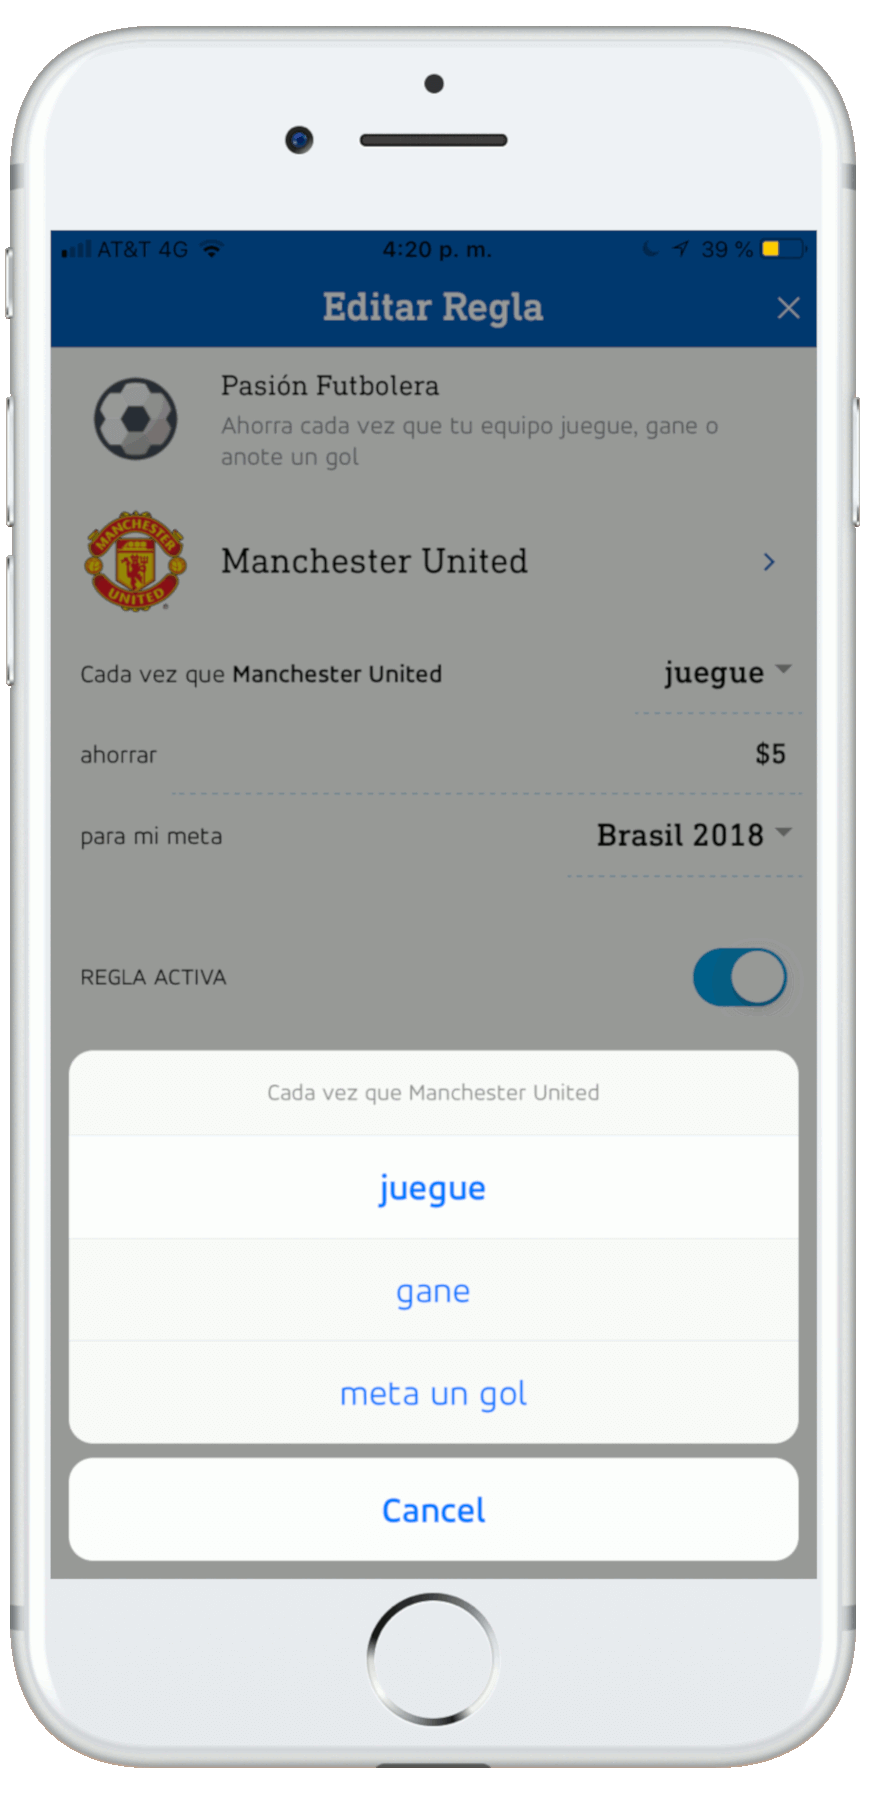 AT&T 4G 4:20 p. m. 39 %
Editar Regla
Pasión Futbolera
Ahorra cada vez que tu equipo juegue, gane o
anote un gol
MANCHESTER
UNITED
Manchester United
Cada vez que Manchester United juegue
ahorrar $5
para mi meta Brasil 2018
REGLA ACTIVA
Cada vez que Manchester United
juegue
gane
meta un gol
Cancel